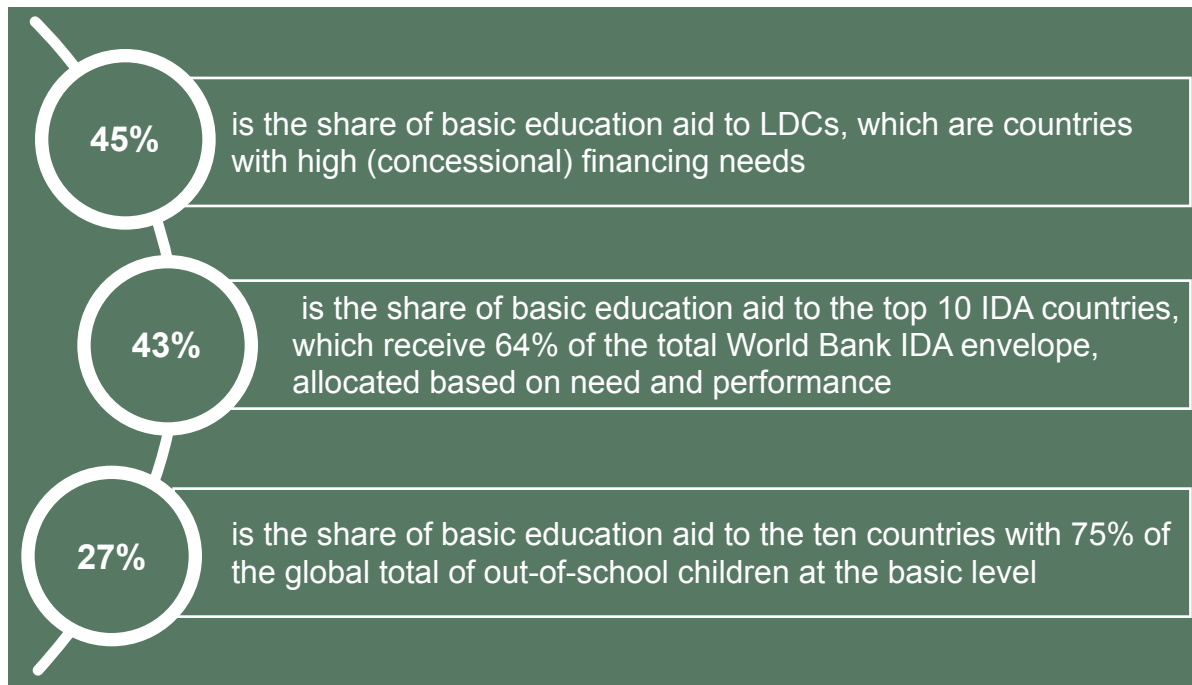 45%
is the share of basic education aid to LDCs, which are countries
with high (concessional) financing needs
43%
is the share of basic education aid to the top 10 IDA countries,
which receive 64% of the total World Bank IDA envelope,
allocated based on need and performance
27%
is the share of basic education aid to the ten countries with 75% of
the global total of out-of-school children at the basic level